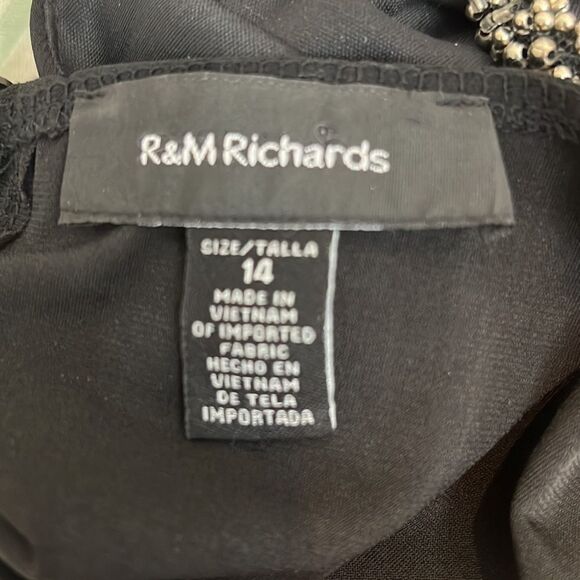 R&M Richards
SIZE/TALLA
14
MADE IN
VIETNAM
OF IMPORTED
FABRIC
HECHO EN
VIETNAM
DE TELA
IMPORTADA